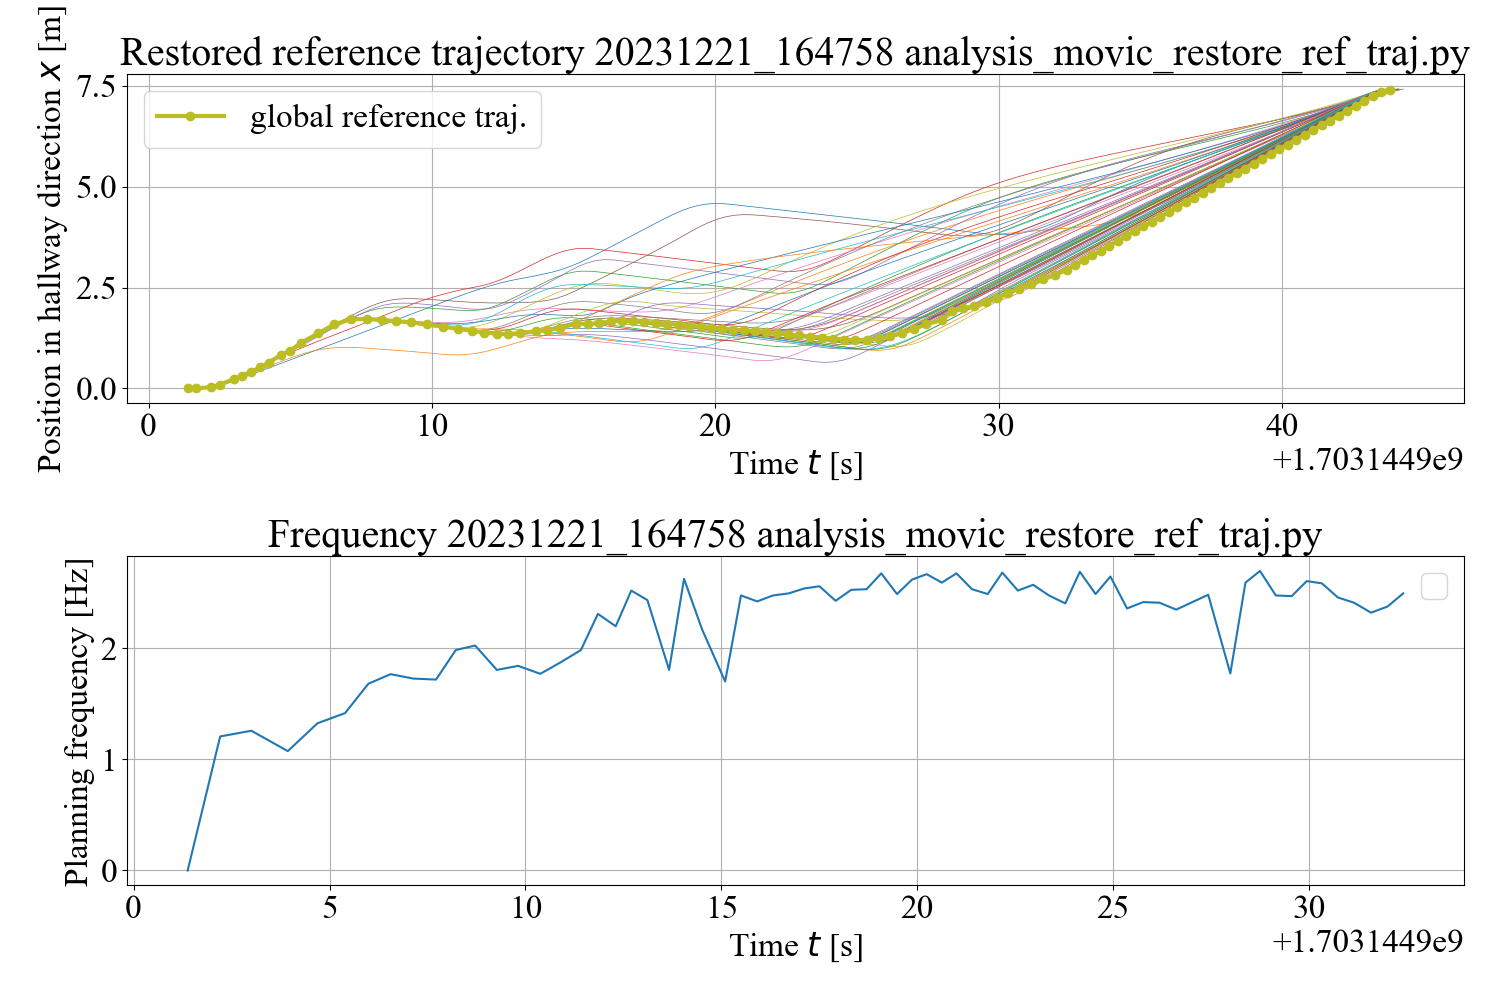 Restored reference trajectory 20231221_164758 analysis_movic_restore_ref_traj.py
Position in hallway direction x [m]
7.5
5.0
2.5
0.0
global reference traj.
0 10 20 30 40
Time t [s]
+1.7031449e9
Frequency 20231221_164758 analysis_movic_restore_ref_traj.py
Planning frequency [Hz]
2
1
0
0 5 10 15 20 25 30
Time t [s]
+1.7031449e9